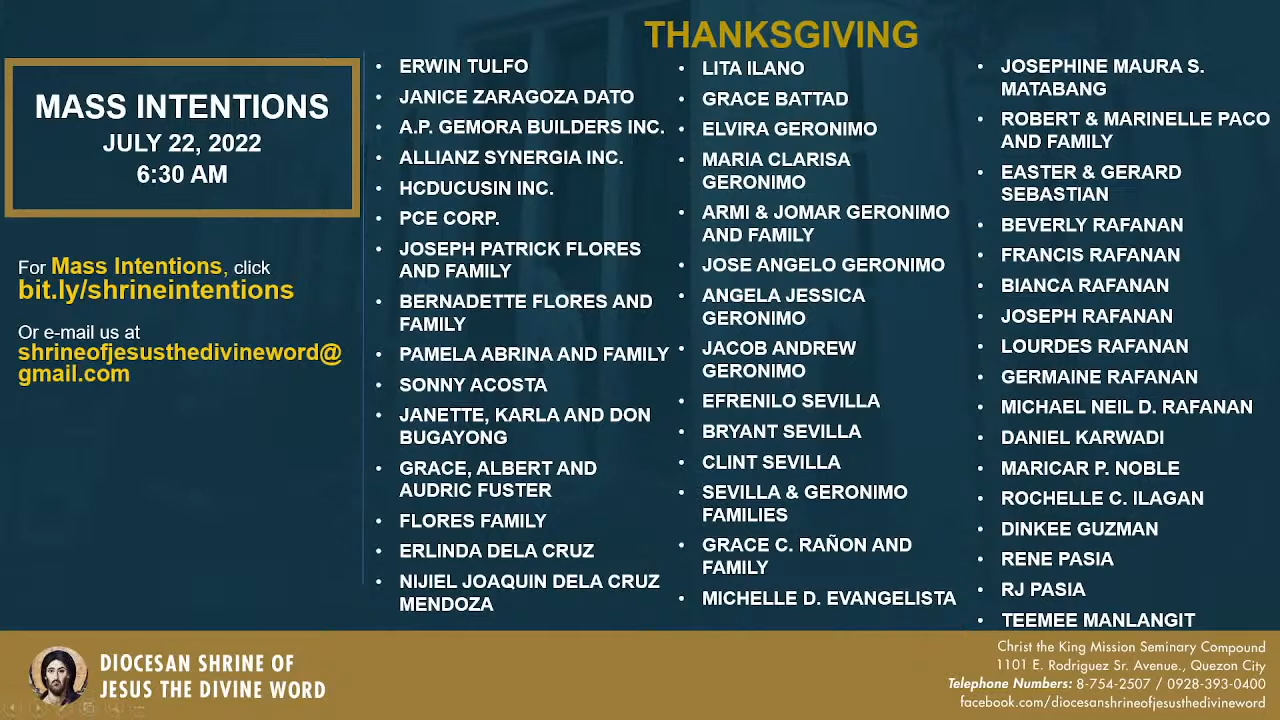 THANKSGIVING
MASS INTENTIONS
JULY 22, 2022
6:30 AM
For Mass Intentions, click
bit.ly/shrineintentions
Or e-mail us at
shrineofjesusthedivineword@
gmail.com
• ERWIN TULFO
• JANICE ZARAGOZA DATO
• A.P. GEMORA BUILDERS INC.
• ALLIANZ SYNERGIA INC.
• HCDUCUSIN INC.
• PCE CORP.
• JOSEPH PATRICK FLORES
AND FAMILY
• BERNADETTE FLORES AND
FAMILY
• PAMELA ABRINA AND FAMILY
• SONNY ACOSTA
• JANETTE, KARLA AND DON
BUGAYONG
• GRACE, ALBERT AND
AUDRIC FUSTER
• FLORES FAMILY
• ERLINDA DELA CRUZ
• NIJIEL JOAQUIN DELA CRUZ
MENDOZA
• LITA ILANO
• GRACE BATTAD
• ELVIRA GERONIMO
• MARIA CLARISA
GERONIMO
• ARMI & JOMAR GERONIMO
AND FAMILY
• JOSE ANGELO GERONIMO
• ANGELA JESSICA
GERONIMO
• JACOB ANDREW
GERONIMO
• EFRENILO SEVILLA
• BRYANT SEVILLA
• CLINT SEVILLA
• SEVILLA & GERONIMO
FAMILIES
• GRACE C. RAÑON AND
FAMILY
• MICHELLE D. EVANGELISTA
• JOSEPHINE MAURA S.
MATABANG
• ROBERT & MARINELLE PACO
AND FAMILY
• EASTER & GERARD
SEBASTIAN
• BEVERLY RAFANAN
• FRANCIS RAFANAN
• BIANCA RAFANAN
• JOSEPH RAFANAN
• LOURDES RAFANAN
• GERMAINE RAFANAN
• MICHAEL NEIL D. RAFANAN
• DANIEL KARWADI
• MARICAR P. NOBLE
• ROCHELLE C. ILAGAN
• DINKEE GUZMAN
• RENE PASIA
• RJ PASIA
• TEEMEE MANLANGIT
DIOCESAN SHRINE OF
JESUS THE DIVINE WORD
Christ the King Mission Seminary Compound
1101 E. Rodriguez Sr. Avenue., Quezon City
Telephone Numbers: 8-754-2507 / 0928-393-0400
facebook.com/diocesanshrineofjesusthedivineword